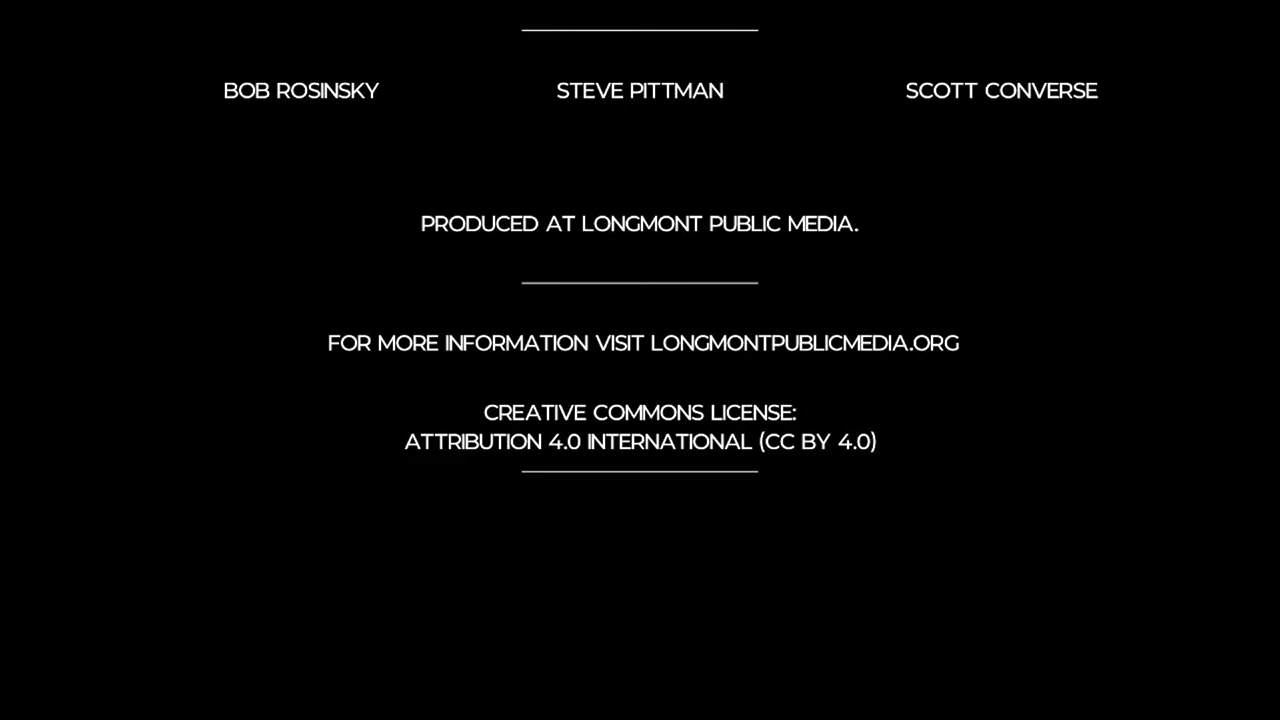 BOB ROSINSKY STEVE PITTMAN SCOTT CONVERSE
PRODUCED AT LONGMONT PUBLIC MEDIA.
FOR MORE INFORMATION VISIT LONGMONTPUBLICMEDIA.ORG
CREATIVE COMMONS LICENSE:
ATTRIBUTION 4.0 INTERNATIONAL (CC BY 4.0)